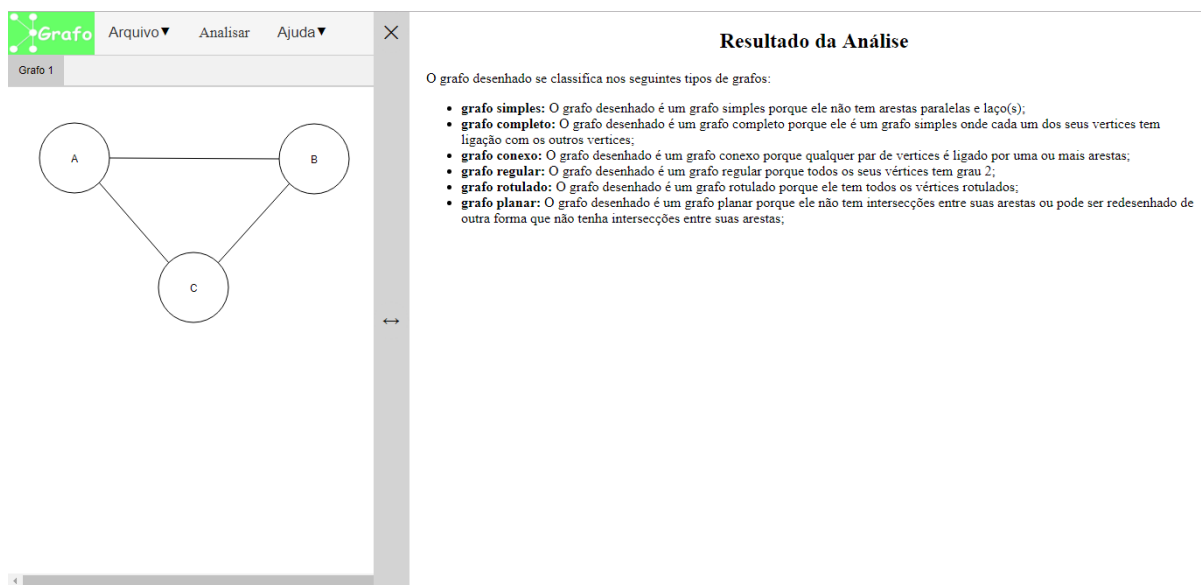 Grafo
Arquivo▼ Analisar Ajuda▼
Grafo 1
A
B
C
Resultado da Análise
O grafo desenhado se classifica nos seguintes tipos de grafos:
• grafo simples: O grafo desenhado é um grafo simples porque ele não tem arestas paralelas e laço(s);
• grafo completo: O grafo desenhado é um grafo completo porque ele é um grafo simples onde cada um dos seus vertices tem
ligação com os outros vertices;
• grafo conexo: O grafo desenhado é um grafo conexo porque qualquer par de vertices é ligado por uma ou mais arestas;
• grafo regular: O grafo desenhado é um grafo regular porque todos os seus vértices tem grau 2;
• grafo rotulado: O grafo desenhado é um grafo rotulado porque ele tem todos os vértices rotulados;
• grafo planar: O grafo desenhado é um grafo planar porque ele não tem intersecções entre suas arestas ou pode ser redesenhado de
outra forma que não tenha intersecções entre suas arestas;